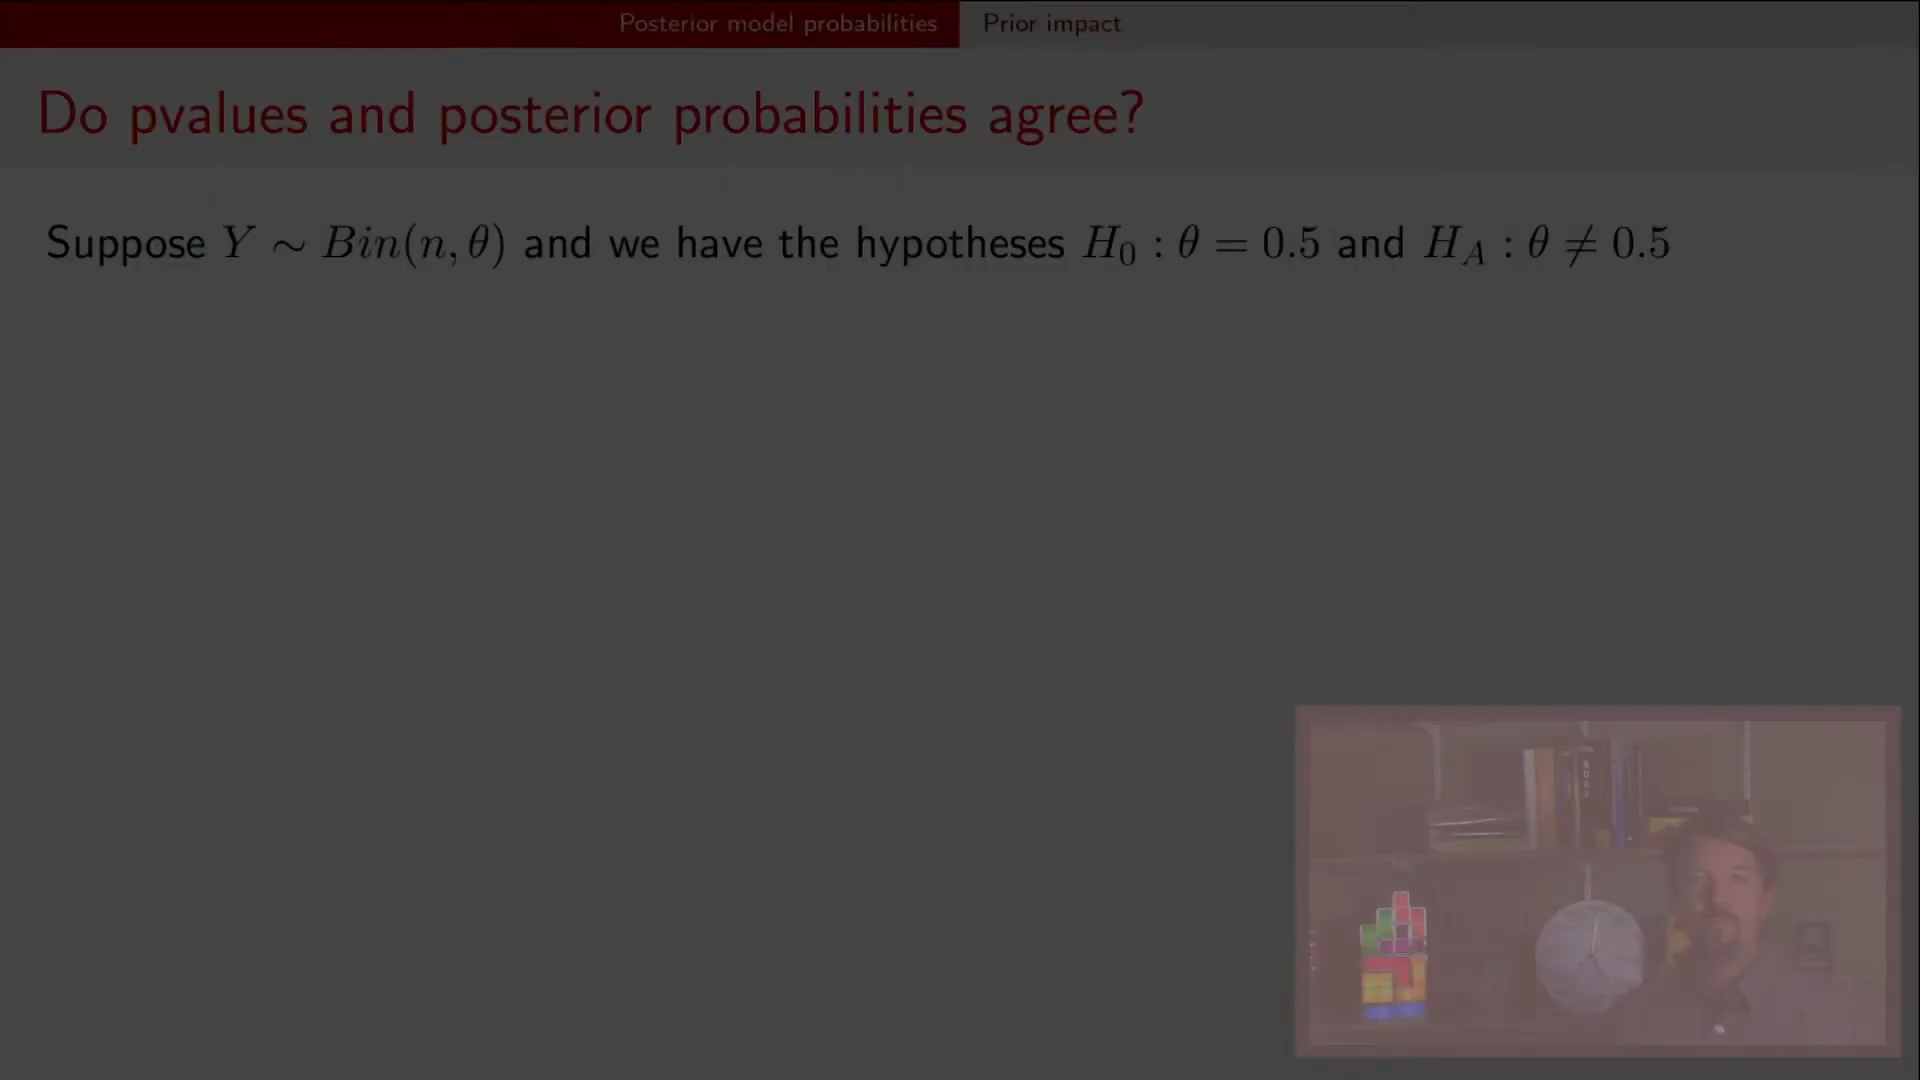 Posterior model probabilities Prior impact
Do pvalues and posterior probabilities agree?
Suppose Y ∼ Bin(n, θ) and we have the hypotheses H₀ : θ = 0.5 and H_A : θ ≠ 0.5